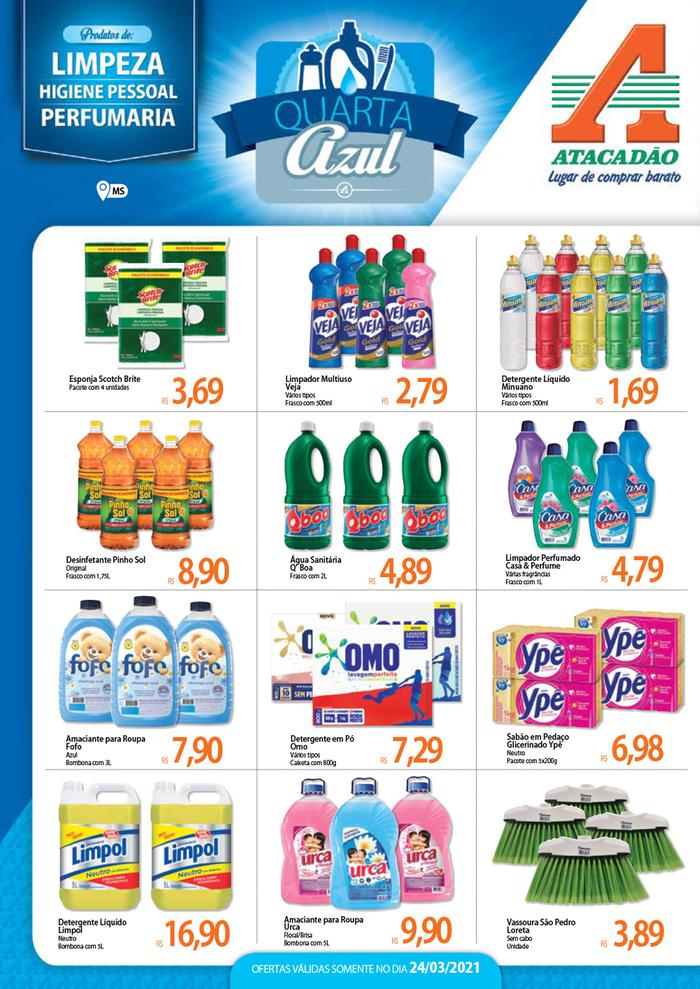 Produtos de:
LIMPEZA
HIGIENE PESSOAL
PERFUMARIA
QUARTA
Azul
ATACADÃO
Lugar de comprar barato
MS
Esponja Scotch Brite
Pacote com 4 unidades
R$ 3,69
Limpador Multiuso
Veja
Vários tipos
Frasco com 500ml
R$ 2,79
Detergente Líquido
Minuano
Vários tipos
Frasco com 500ml
R$ 1,69
Desinfetante Pinho Sol
Original
Frasco com 1,75L
R$ 8,90
Água Sanitária
Q' Boa
Frasco com 2L
R$ 4,89
Limpador Perfumado
Casa & Perfume
Várias fragrâncias
Frasco com 1L
R$ 4,79
Amaciante para Roupa
Fofo
Azul
Bombona com 3L
R$ 7,90
Detergente em Pó
Omo
Vários tipos
Caixeta com 800g
R$ 7,29
Sabão em Pedaço
Glicerinado Ypê
Neutro
Pacote com 5x200g
R$ 6,98
Detergente Líquido
Limpol
Neutro
Bombona com 5L
R$ 16,90
Amaciante para Roupa
Urca
Floral/Brisa
Bombona com 5L
R$ 9,90
Vassoura São Pedro
Loreta
Sem cabo
Unidade
R$ 3,89
OFERTAS VÁLIDAS SOMENTE NO DIA 24/03/2021